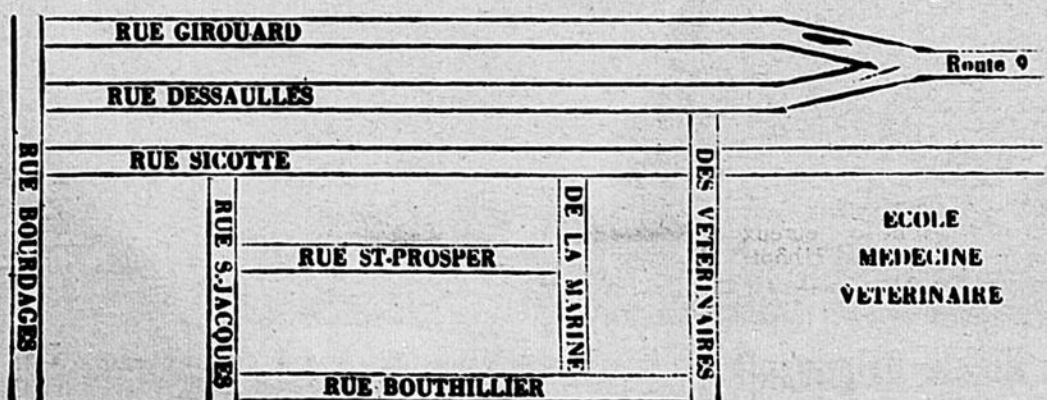 RUE GIROUARD
Route 9
RUE DESSAULLES
RUE SICOTTE
RUE BOURDAGES
RUE S.JACQUES
RUE ST-PROSPER
DE LA MARINE
DES VETERINAIRES
ECOLE
MEDECINE
VETERINAIRE
RUE BOUTHILLIER